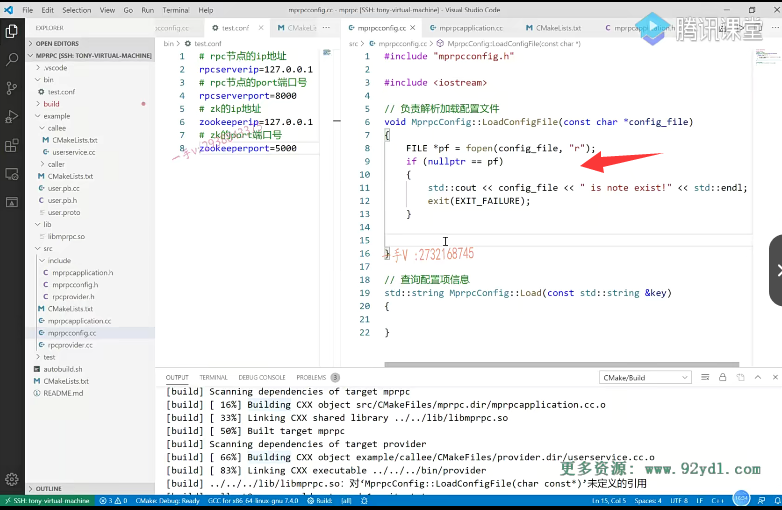 File Edit Selection View Go Run Terminal Help
mprpcconfig.cc - mprpc [SSH: tony-virtual-machine] - Visual Studio Code
腾讯课堂
EXPLORER
OPEN EDITORS
MPRPC [SSH: TONY-VIRTUAL-MACHINE]
.vscode
bin
test.conf
build
example
callee
CMakeLists.txt
userservice.cc
caller
CMakeLists.txt
user.pb.cc
user.pb.h
user.proto
lib
libmprpc.so
src
include
mprpcapplication.h
mprpcconfig.h
rpcprovider.h
CMakeLists.txt
mprpcapplication.cc
mprpcconfig.cc
rpcprovider.cc
test
autobuild.sh
CMakeLists.txt
README.md
OUTLINE
test.conf
bin > test.conf
1 # rpc节点的ip地址
2 rpcserverip=127.0.0.1
3 # rpc节点的port端口号
4 rpcserverport=8000
5 # zk的ip地址
6 zookeeperip=127.0.0.1
7 # zk的port端口号
8 zookeeperport=5000
mprpcconfig.cc
mprpcapplication.cc
CMakeLists.txt
src > mprpcconfig.cc > MprpcConfig::LoadConfigFile(const char *)
1 #include "mprpcconfig.h"
2
3 #include <iostream>
4
5 // 负责解析加载配置文件
6 void MprpcConfig::LoadConfigFile(const char *config_file)
7 {
8 FILE *pf = fopen(config_file, "r");
9 if (nullptr == pf)
10 {
11 std::cout << config_file << " is note exist!" << std::endl;
12 exit(EXIT_FAILURE);
13 }
14
15
16 }
一手V :2732168745
17
18 // 查询配置项信息
19 std::string MprpcConfig::Load(const std::string &key)
20 {
21
22 }
OUTPUT TERMINAL DEBUG CONSOLE PROBLEMS 3
CMake/Build
[build] Scanning dependencies of target mprpc
[build] [ 16%] Building CXX object src/CMakeFiles/mprpc.dir/mprpcapplication.cc.o
[build] [ 33%] Linking CXX shared library ../../lib/libmprpc.so
[build] [ 50%] Built target mprpc
[build] Scanning dependencies of target provider
[build] [ 66%] Building CXX object example/callee/CMakeFiles/provider.dir/userservice.cc.o
[build] [ 83%] Linking CXX executable ../../../bin/provider
[build] ../../../lib/libmprpc.so: 对‘MprpcConfig::LoadConfigFile(char const*)’未定义的引用
更多资源: www.92ydl.com
SSH: tony-virtual-machine
3 0 CMake: Debug: Ready GCC for x86_64-linux-gnu 7.4.0 Build: [all]
Ln 15, Col 5 Spaces: 4 UTF-8 LF C++